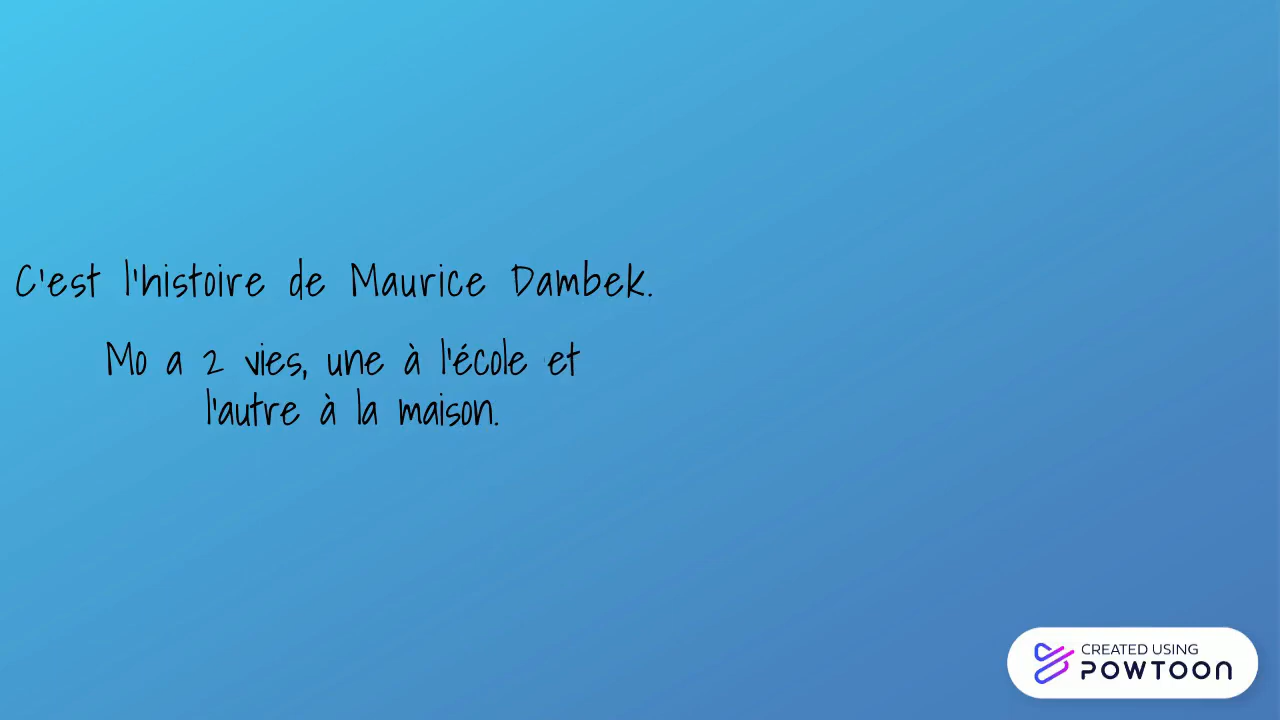 C'est l'histoire de Maurice Dambek.
Mo a 2 vies, une à l'école et
l'autre à la maison.
CREATED USING
POWTOON